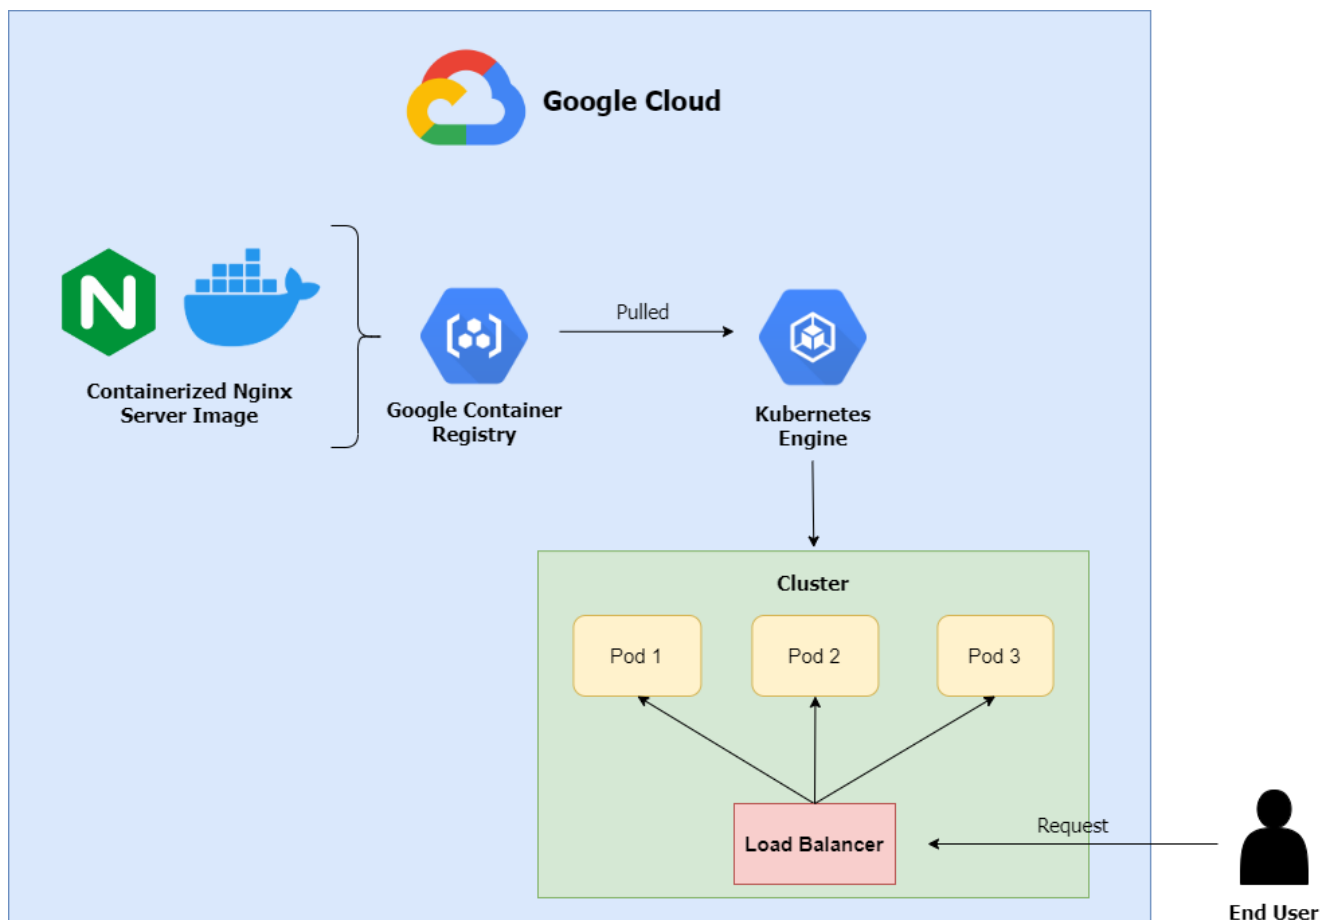 Google Cloud
N
Containerized Nginx
Server Image
Google Container
Registry
Pulled
Kubernetes
Engine
Cluster
Pod 1
Pod 2
Pod 3
Load Balancer
Request
End User